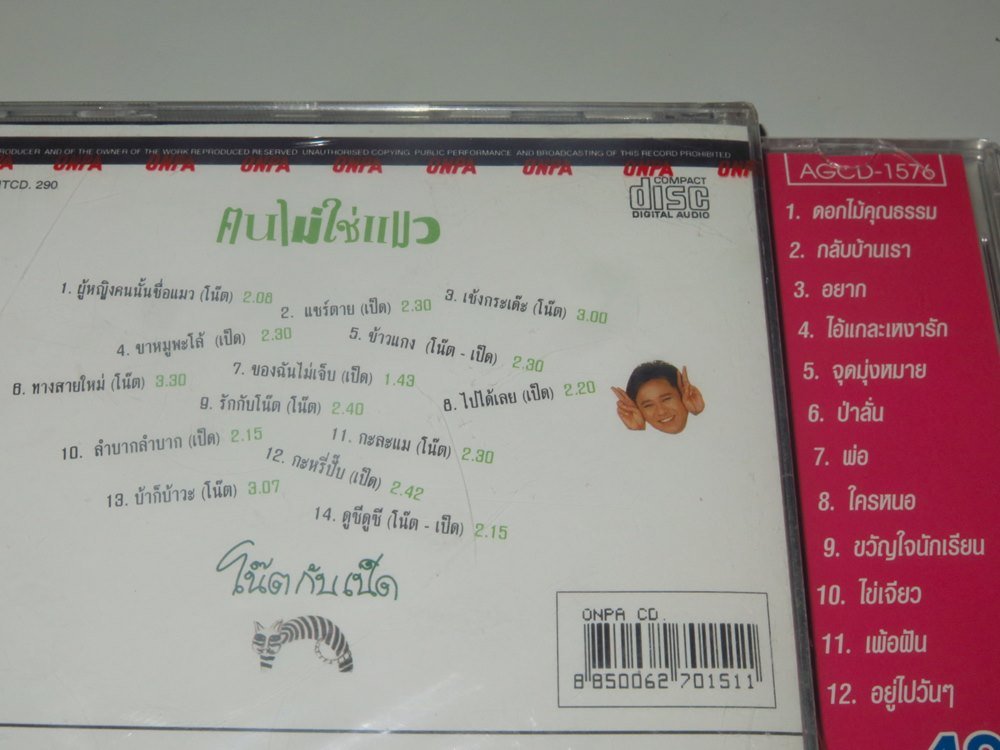 PRODUCER AND OF THE OWNER OF THE WORK REPRODUCED RESERVED UNAUTHORISED COPYING PUBLIC PERFORMANCE AND BROADCASTING OF THIS RECORD PROHIBITED
ONPA ONPA ONPA ONPA ONPA ONPA ONPA
TCD. 290
COMPACT
disc
DIGITAL AUDIO
คนไม่ใช่แมว
1. ผู้หญิงคนนั้นชื่อแมว (โน๊ต) 2.08
2. แชร์ตาย (เป็ด) 2.30
3. เช้งกระเด๊ะ (โน๊ต) 3.00
4. ขาหมูพะโล้ (เป็ด) 2.30
5. ข้าวแกง (โน๊ต - เป็ด) 2.30
6. ทางสายใหม่ (โน๊ต) 3.30
7. ของฉันไม่เจ็บ (เป็ด) 1.43
8. ไปได้เลย (เป็ด) 2.20
9. รักกับโน๊ต (โน๊ต) 2.40
10. ลำบากลำบาก (เป็ด) 2.15
11. กะละแม (โน๊ต) 2.30
12. กะหรี่ปั๊บ (เป็ด) 2.42
13. บ้าก็บ้าวะ (โน๊ต) 3.07
14. ดูซีดูซี (โน๊ต - เป็ด) 2.15
โน๊ตกับเป็ด
ONPA CD.
8 850062 701511
AGCD-1576
1. ดอกไม้คุณธรรม
2. กลับบ้านเรา
3. อยาก
4. ไอ้แกละเหงารัก
5. จุดมุ่งหมาย
6. ป่าลั่น
7. พ่อ
8. ใครหนอ
9. ขวัญใจนักเรียน
10. ไข่เจียว
11. เพ้อฝัน
12. อยู่ไปวันๆ